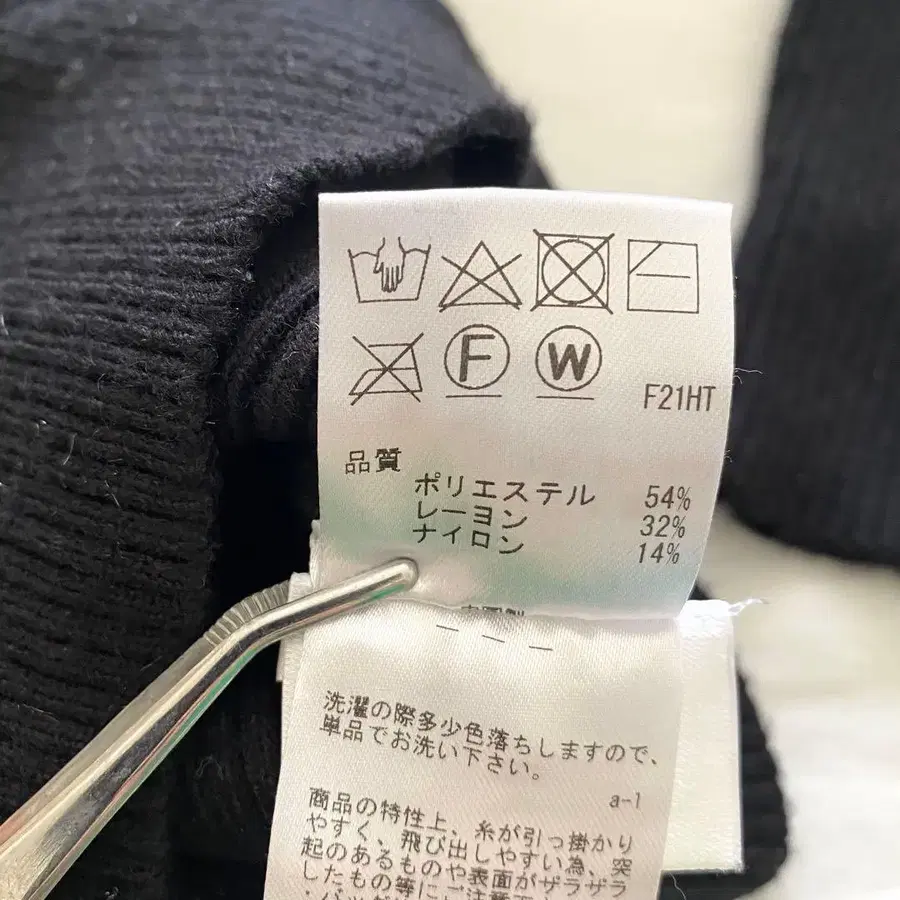 F
W
F21HT
品質
ポリエステル 54%
レーヨン 32%
ナイロン 14%
洗濯の際多少色落ちしますので、
単品でお洗い下さい。
a-1
商品の特性上、糸が引っ掛かり
やすく、飛び出しやすい為、突
起のあるものや表面がザラザラ
したもの等にご注意